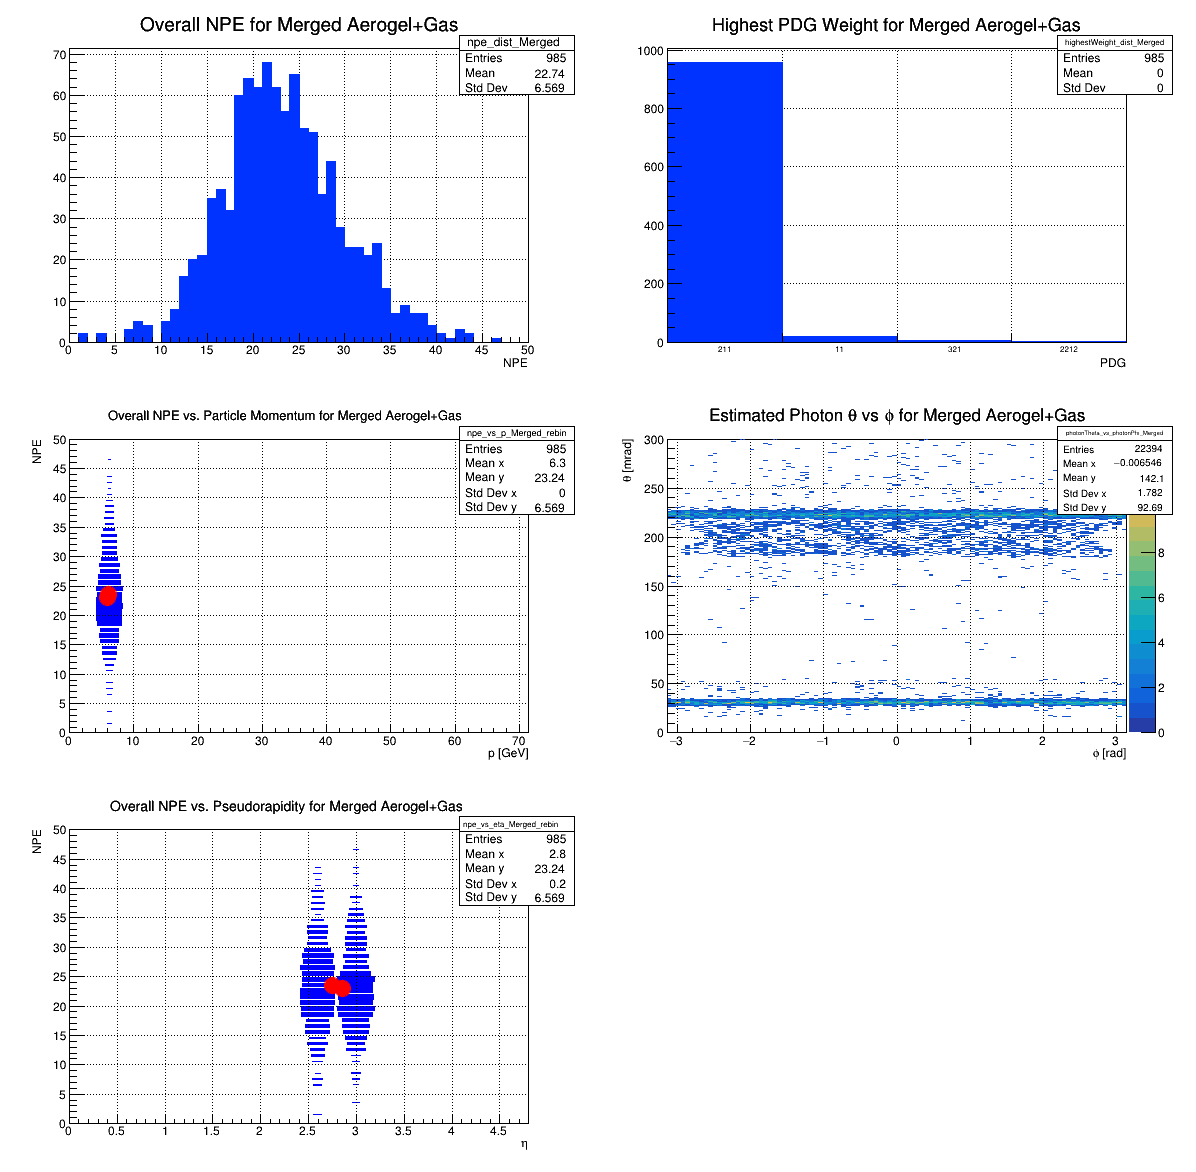 Overall NPE for Merged Aerogel+Gas
npe_dist_Merged
Entries 985
Mean 22.74
Std Dev 6.569
70
60
50
40
30
20
10
0
0 5 10 15 20 25 30 35 40 45 50
NPE
Highest PDG Weight for Merged Aerogel+Gas
highestWeight_dist_Merged
Entries 985
Mean 0
Std Dev 0
1000
800
600
400
200
0
211 11 321 2212
PDG
Overall NPE vs. Particle Momentum for Merged Aerogel+Gas
npe_vs_p_Merged_rebin
Entries 985
Mean x 6.3
Mean y 23.24
Std Dev x 0
Std Dev y 6.569
NPE
50
45
40
35
30
25
20
15
10
5
0
0 10 20 30 40 50 60 70
p [GeV]
Estimated Photon θ vs ϕ for Merged Aerogel+Gas
photonTheta_vs_photonPhi_Merged
Entries 22394
Mean x −0.006546
Mean y 142.1
Std Dev x 1.782
Std Dev y 92.69
θ [mrad]
300
250
200
150
100
50
0
−3 −2 −1 0 1 2 3
ϕ [rad]
8
6
4
2
0
Overall NPE vs. Pseudorapidity for Merged Aerogel+Gas
npe_vs_eta_Merged_rebin
Entries 985
Mean x 2.8
Mean y 23.24
Std Dev x 0.2
Std Dev y 6.569
NPE
50
45
40
35
30
25
20
15
10
5
0
0 0.5 1 1.5 2 2.5 3 3.5 4 4.5
η